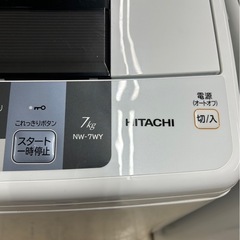 電源
(オートオフ)
切/入
HITACHI
7kg
NW-7WY
これっきりボタン
スタート
一時停止